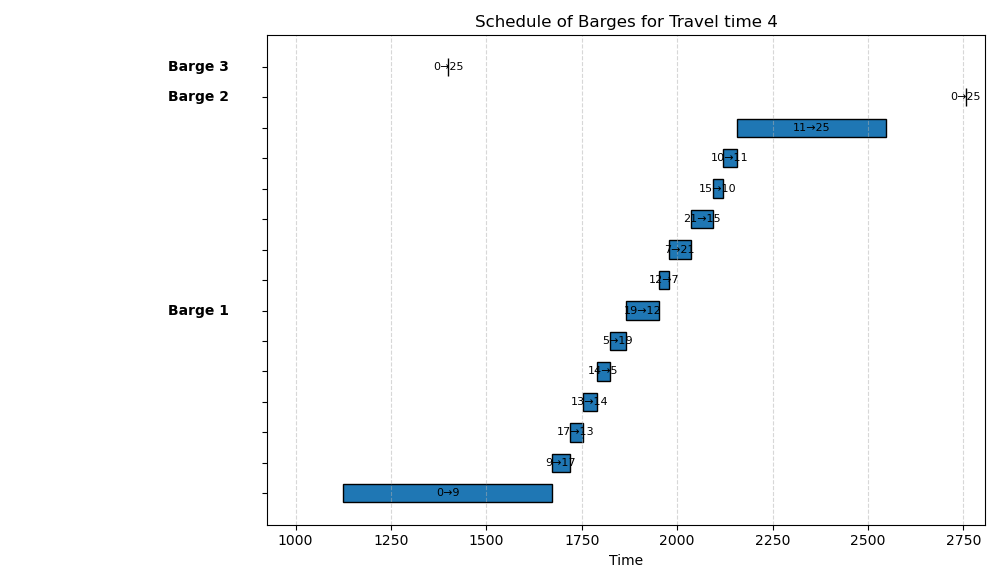 Schedule of Barges for Travel time 4
Barge 3
0→25
Barge 2
0→25
11→25
10→11
15→10
21→15
7→21
12→7
Barge 1
19→12
5→19
14→5
13→14
17→13
9→17
0→9
1000 1250 1500 1750 2000 2250 2500 2750
Time